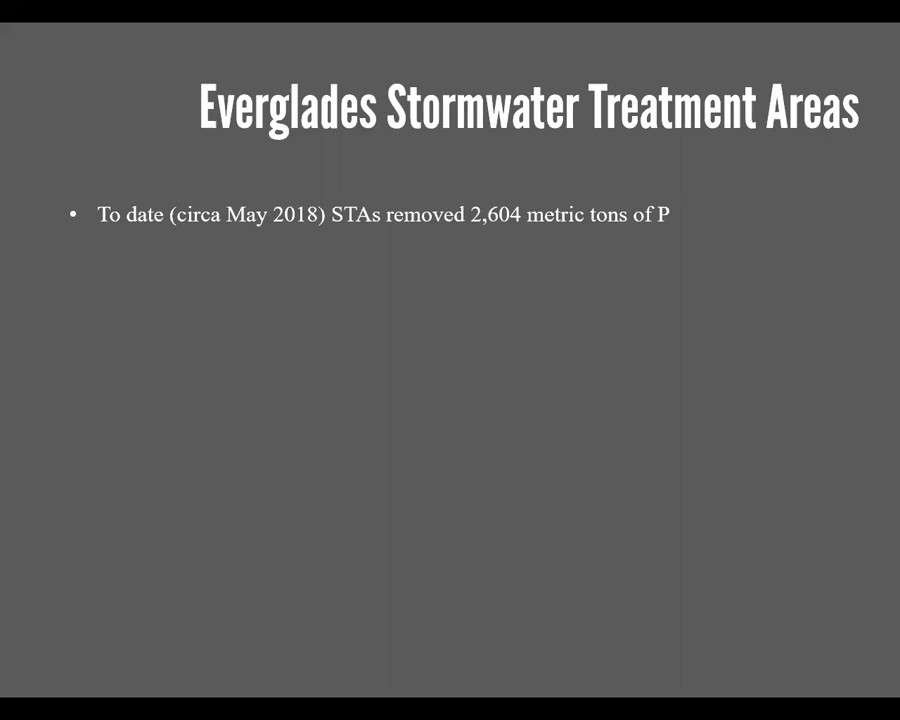 Everglades Stormwater Treatment Areas
• To date (circa May 2018) STAs removed 2,604 metric tons of P